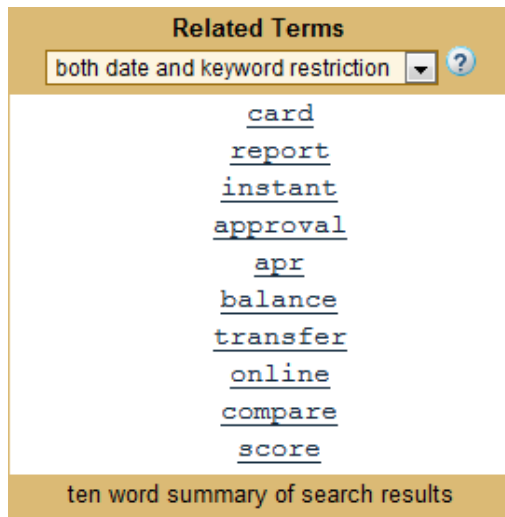 Related Terms
both date and keyword restriction ?
card
report
instant
approval
apr
balance
transfer
online
compare
score
ten word summary of search results